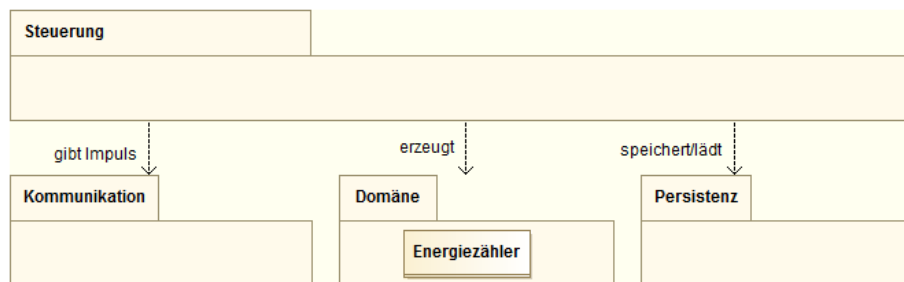 Steuerung
gibt Impuls
erzeugt
speichert/lädt
Kommunikation
Domäne
Persistenz
Energiezähler